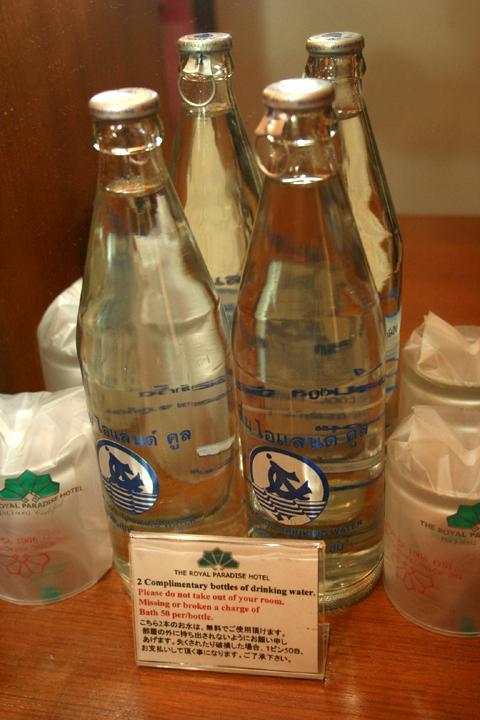 ไอแลนด์ คูล
ไอแลนด์ คูล
WATER
ROYAL PARADISE HOTEL
THE ROYAL PARADISE
THE ROYAL PARADISE HOTEL
2 Complimentary bottles of drinking water.
Please do not take out of your room.
Missing or broken a charge of
Bath 50 per/bottle.
こちら2本のお水は、無料でご使用頂けます。
部屋の外に持ち出されないようにお願い申し
あげます。失くされたり破損した場合、1ビン50B、
お支払いして頂く事になります。ご了承下さい。